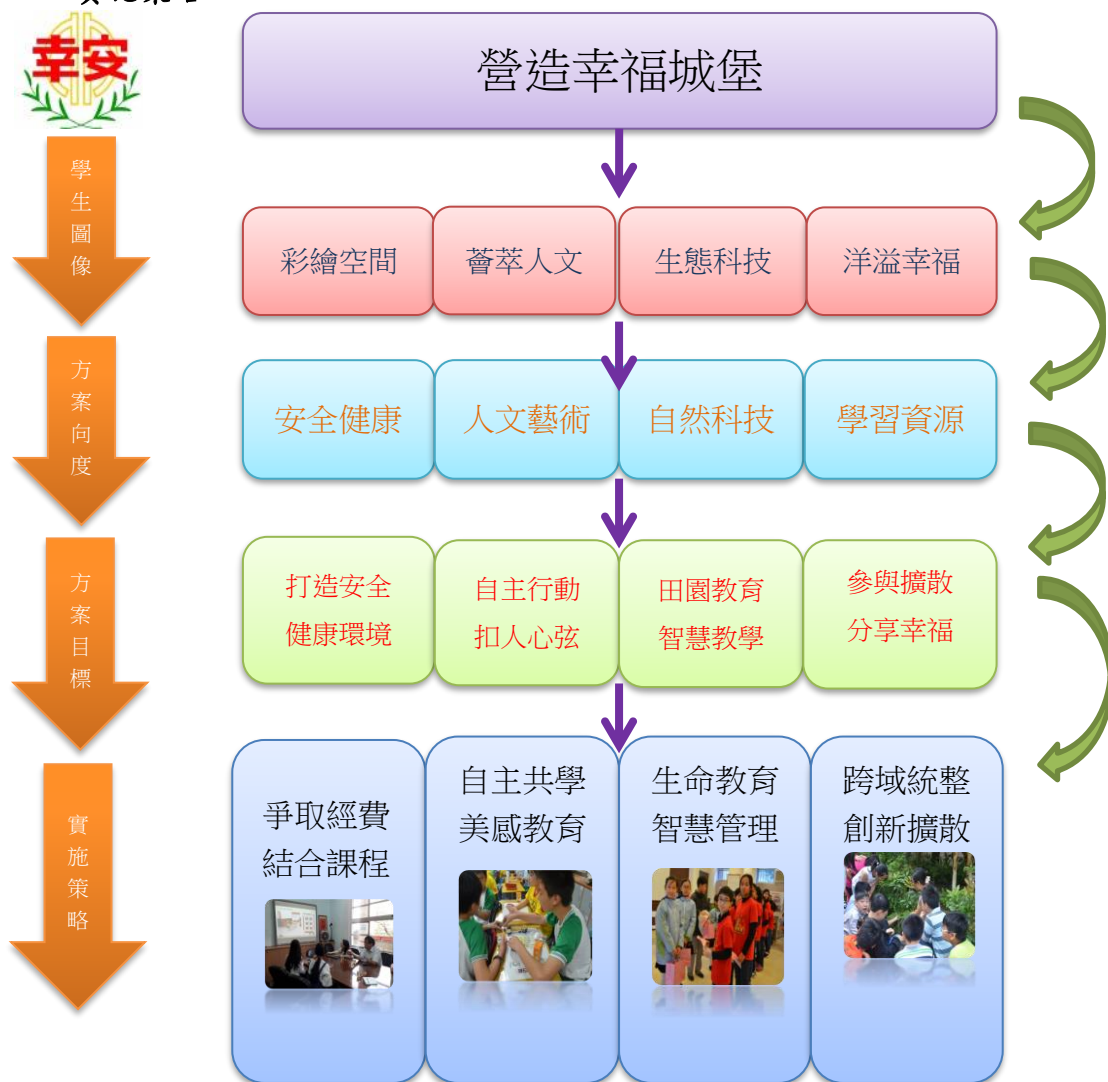 幸安
營造幸福城堡
學生圖像
彩繪空間
薈萃人文
生態科技
洋溢幸福
方案向度
安全健康
人文藝術
自然科技
學習資源
方案目標
打造安全
健康環境
自主行動
扣人心弦
田園教育
智慧教學
參與擴散
分享幸福
實施策略
爭取經費
結合課程
自主共學
美感教育
生命教育
智慧管理
跨域統整
創新擴散